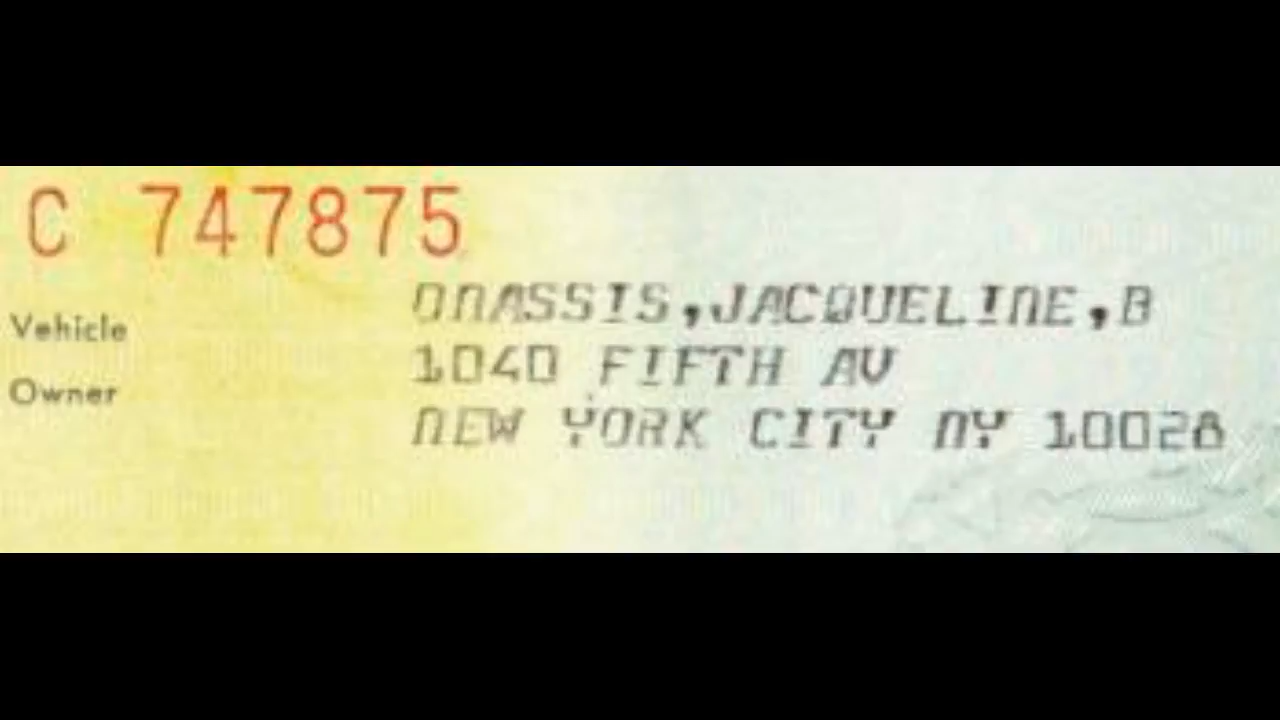 C 747875
Vehicle
Owner
ONASSIS,JACQUELINE,B
1040 FIFTH AV
NEW YORK CITY NY 10028